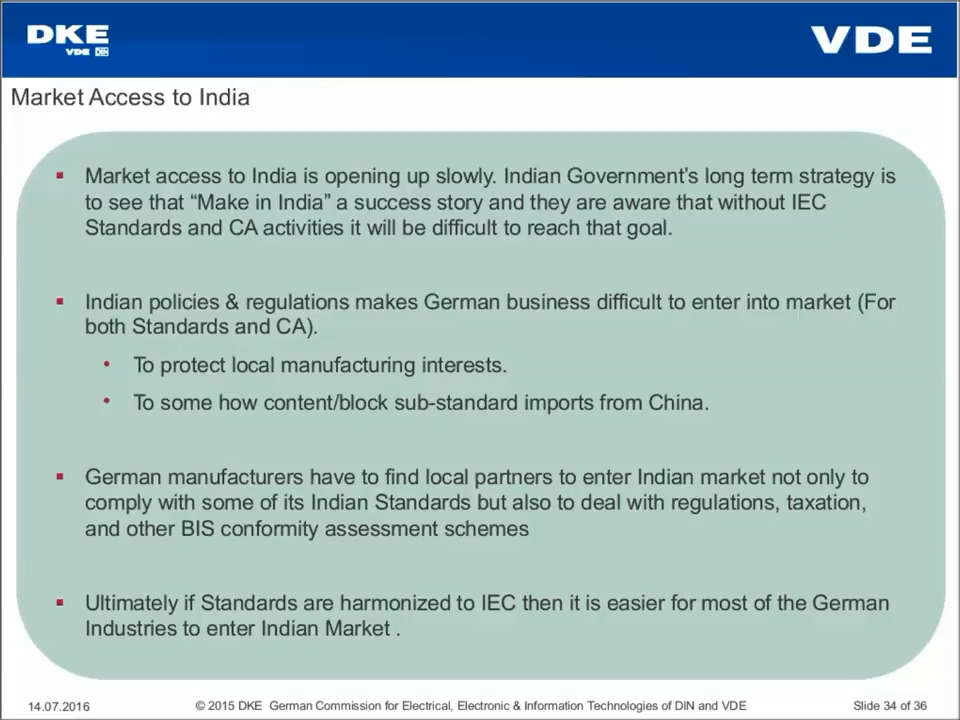 DKE
VDE DIN
VDE
Market Access to India
▪ Market access to India is opening up slowly. Indian Government’s long term strategy is
to see that “Make in India” a success story and they are aware that without IEC
Standards and CA activities it will be difficult to reach that goal.
▪ Indian policies & regulations makes German business difficult to enter into market (For
both Standards and CA).
• To protect local manufacturing interests.
• To some how content/block sub-standard imports from China.
▪ German manufacturers have to find local partners to enter Indian market not only to
comply with some of its Indian Standards but also to deal with regulations, taxation,
and other BIS conformity assessment schemes
▪ Ultimately if Standards are harmonized to IEC then it is easier for most of the German
Industries to enter Indian Market .
14.07.2016
© 2015 DKE German Commission for Electrical, Electronic & Information Technologies of DIN and VDE
Slide 34 of 36